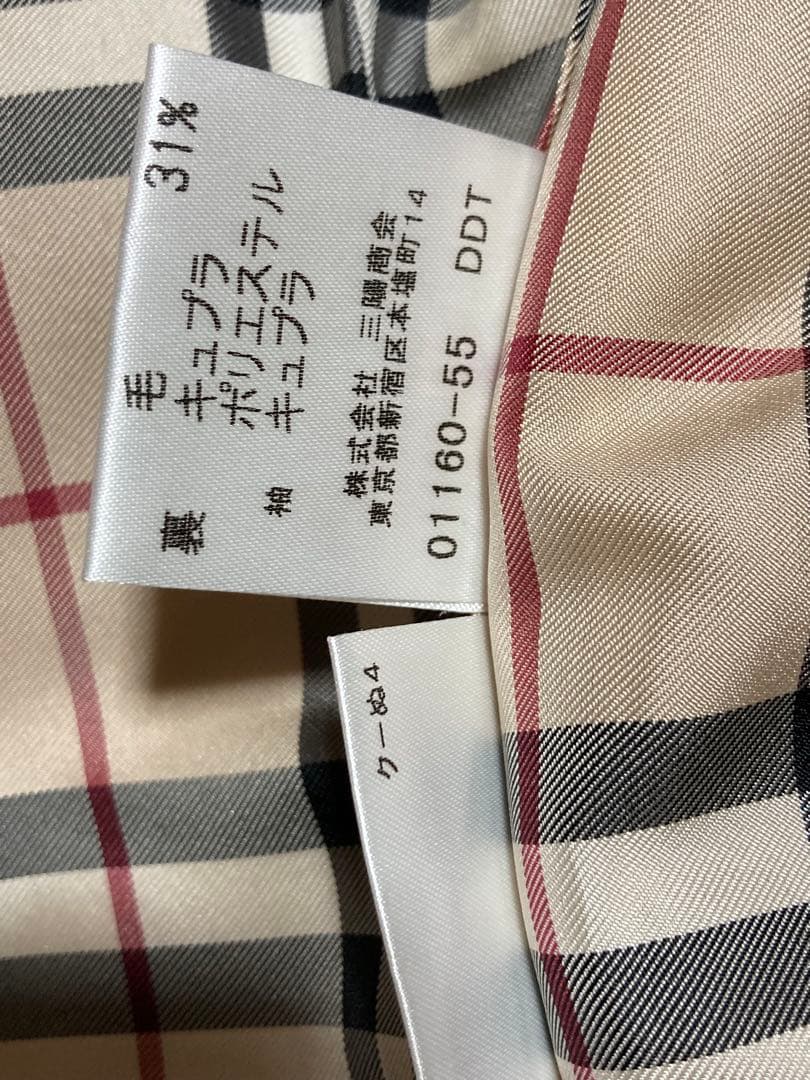 毛 31%
裏 キュプラ
ポリエステル
袖 キュプラ
株式会社 三陽商会
東京都新宿区本塩町14
01160-55 DDT
ケーぬ4